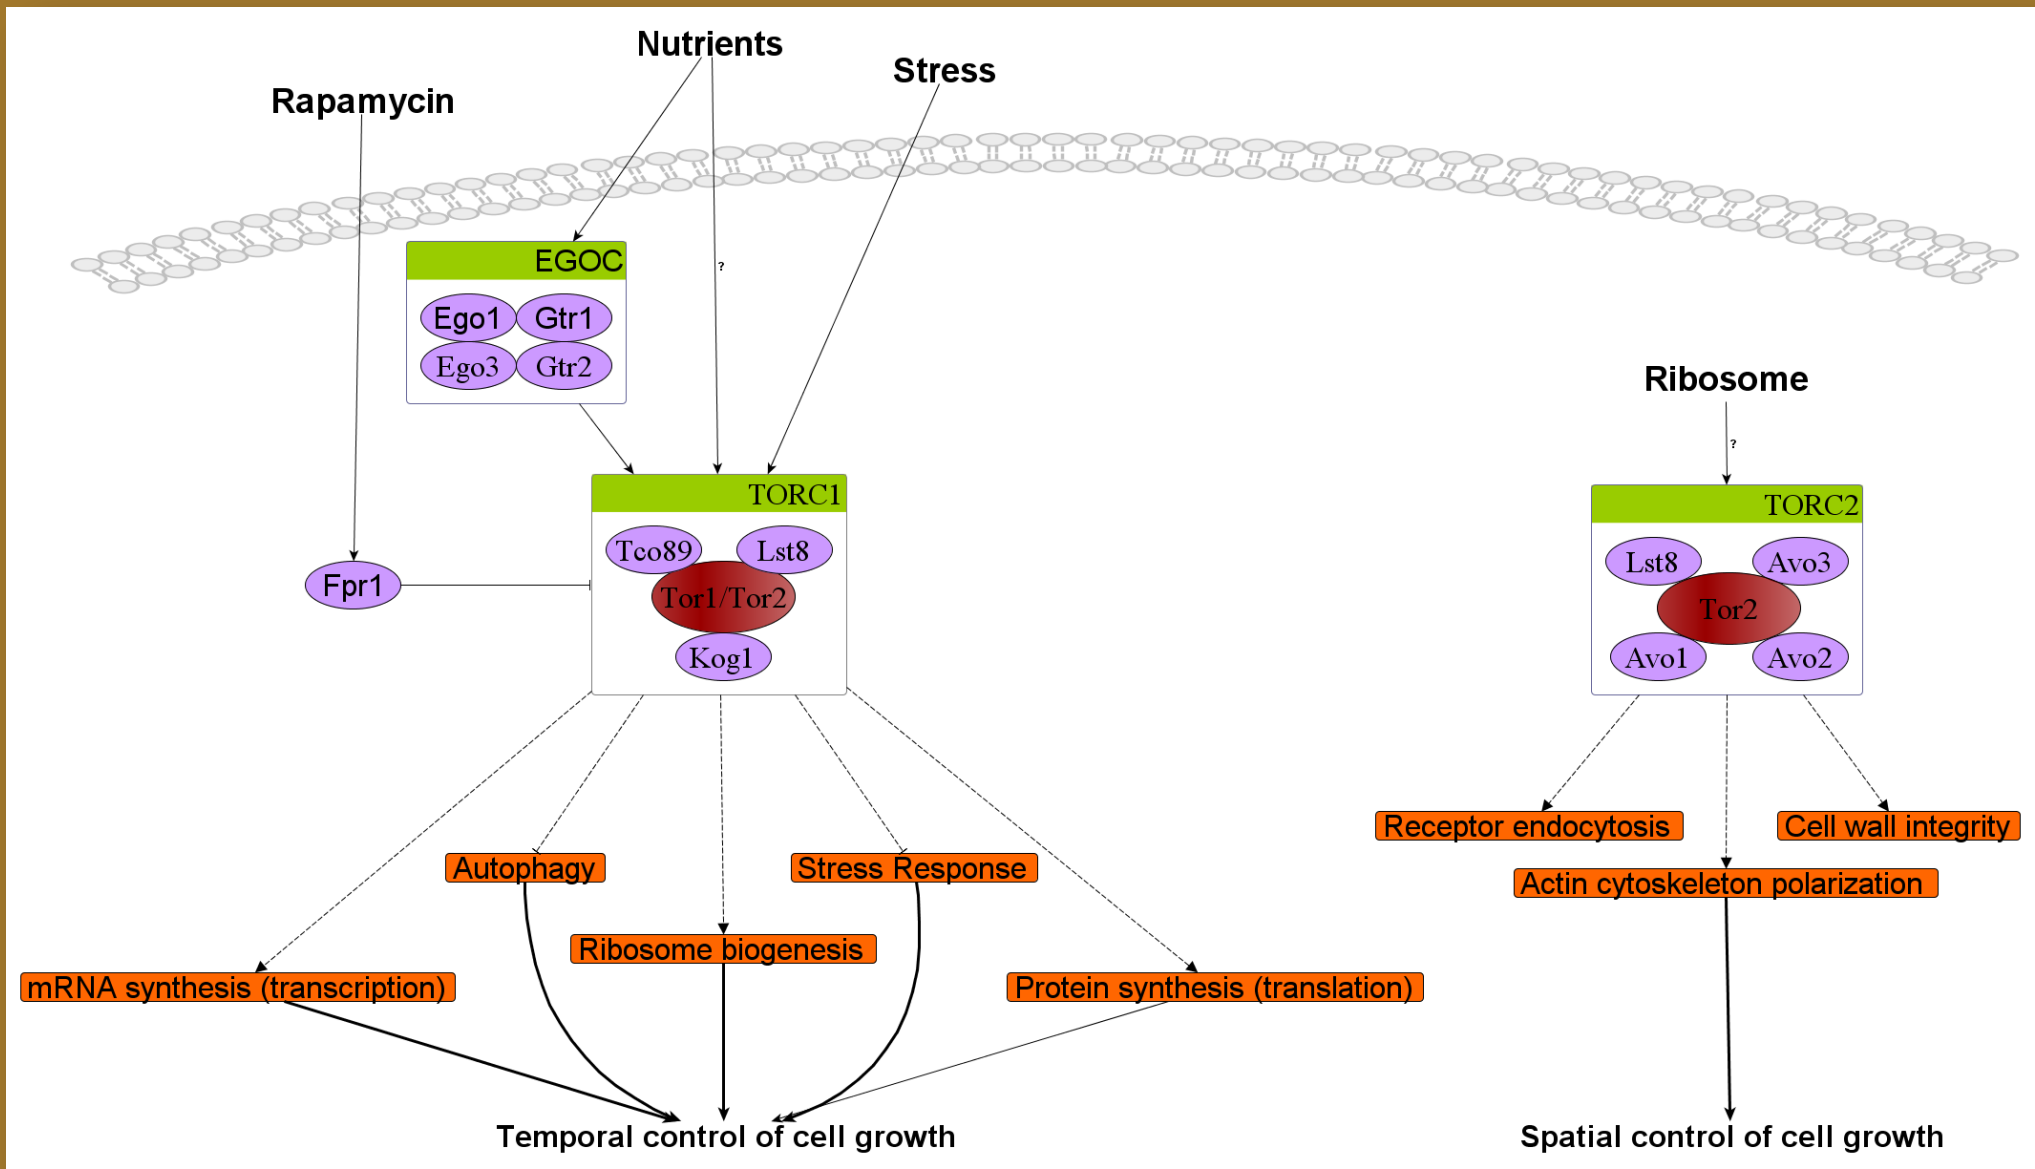 Nutrients
Stress
Rapamycin
EGOC
?
Ego1 Gtr1
Ego3 Gtr2
Ribosome
?
TORC1
Tco89 Lst8
Tor1/Tor2
Kog1
Fpr1
TORC2
Lst8 Avo3
Tor2
Avo1 Avo2
Receptor endocytosis
Cell wall integrity
Autophagy
Stress Response
Actin cytoskeleton polarization
Ribosome biogenesis
mRNA synthesis (transcription)
Protein synthesis (translation)
Temporal control of cell growth
Spatial control of cell growth